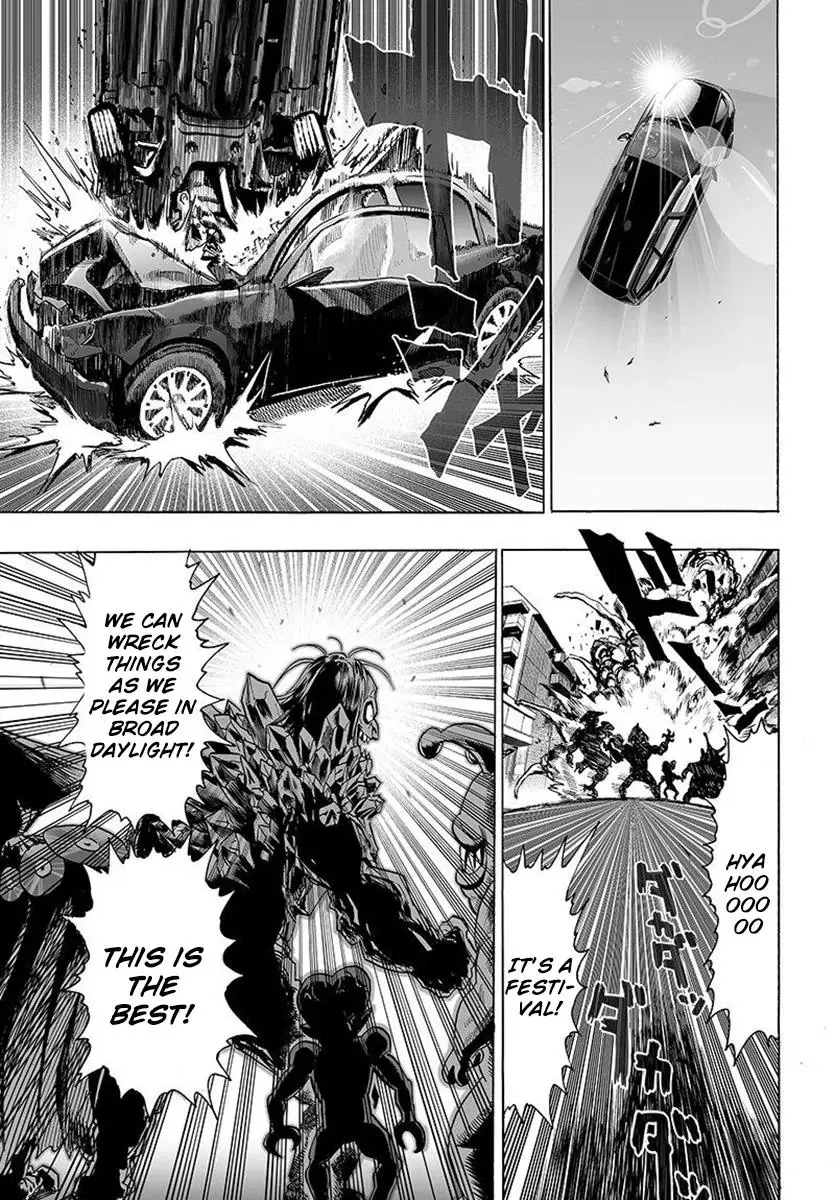 HYA
HOO
OOO
OO
IT'S A
FESTI-
VAL!
WE CAN
WRECK
THINGS
AS WE
PLEASE IN
BROAD
DAYLIGHT!
THIS IS
THE
BEST!